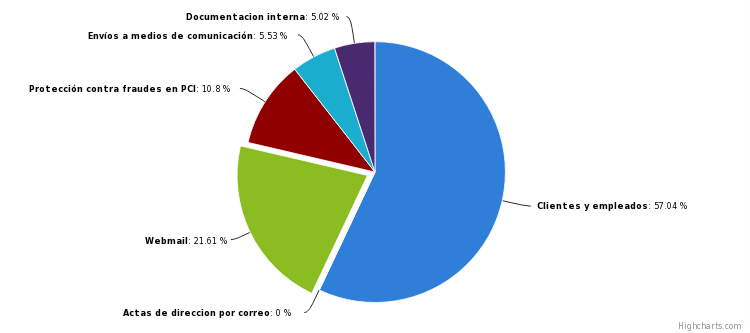 Documentacion interna: 5.02 %
Envíos a medios de comunicación: 5.53 %
Protección contra fraudes en PCI: 10.8 %
Clientes y empleados: 57.04 %
Webmail: 21.61 %
Actas de direccion por correo: 0 %
Highcharts.com